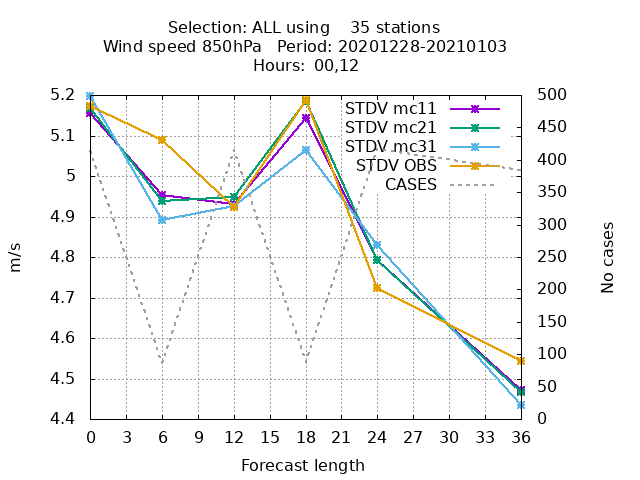 Selection: ALL using    35 stations
Wind speed 850hPa   Period: 20201228-20210103
Hours:  00,12
STDV mc11
STDV mc21
STDV mc31
STDV OBS
CASES
5.2
5.1
5
4.9
4.8
4.7
4.6
4.5
4.4
500
450
400
350
300
250
200
150
100
50
0
m/s
No cases
0 3 6 9 12 15 18 21 24 27 30 33 36
Forecast length